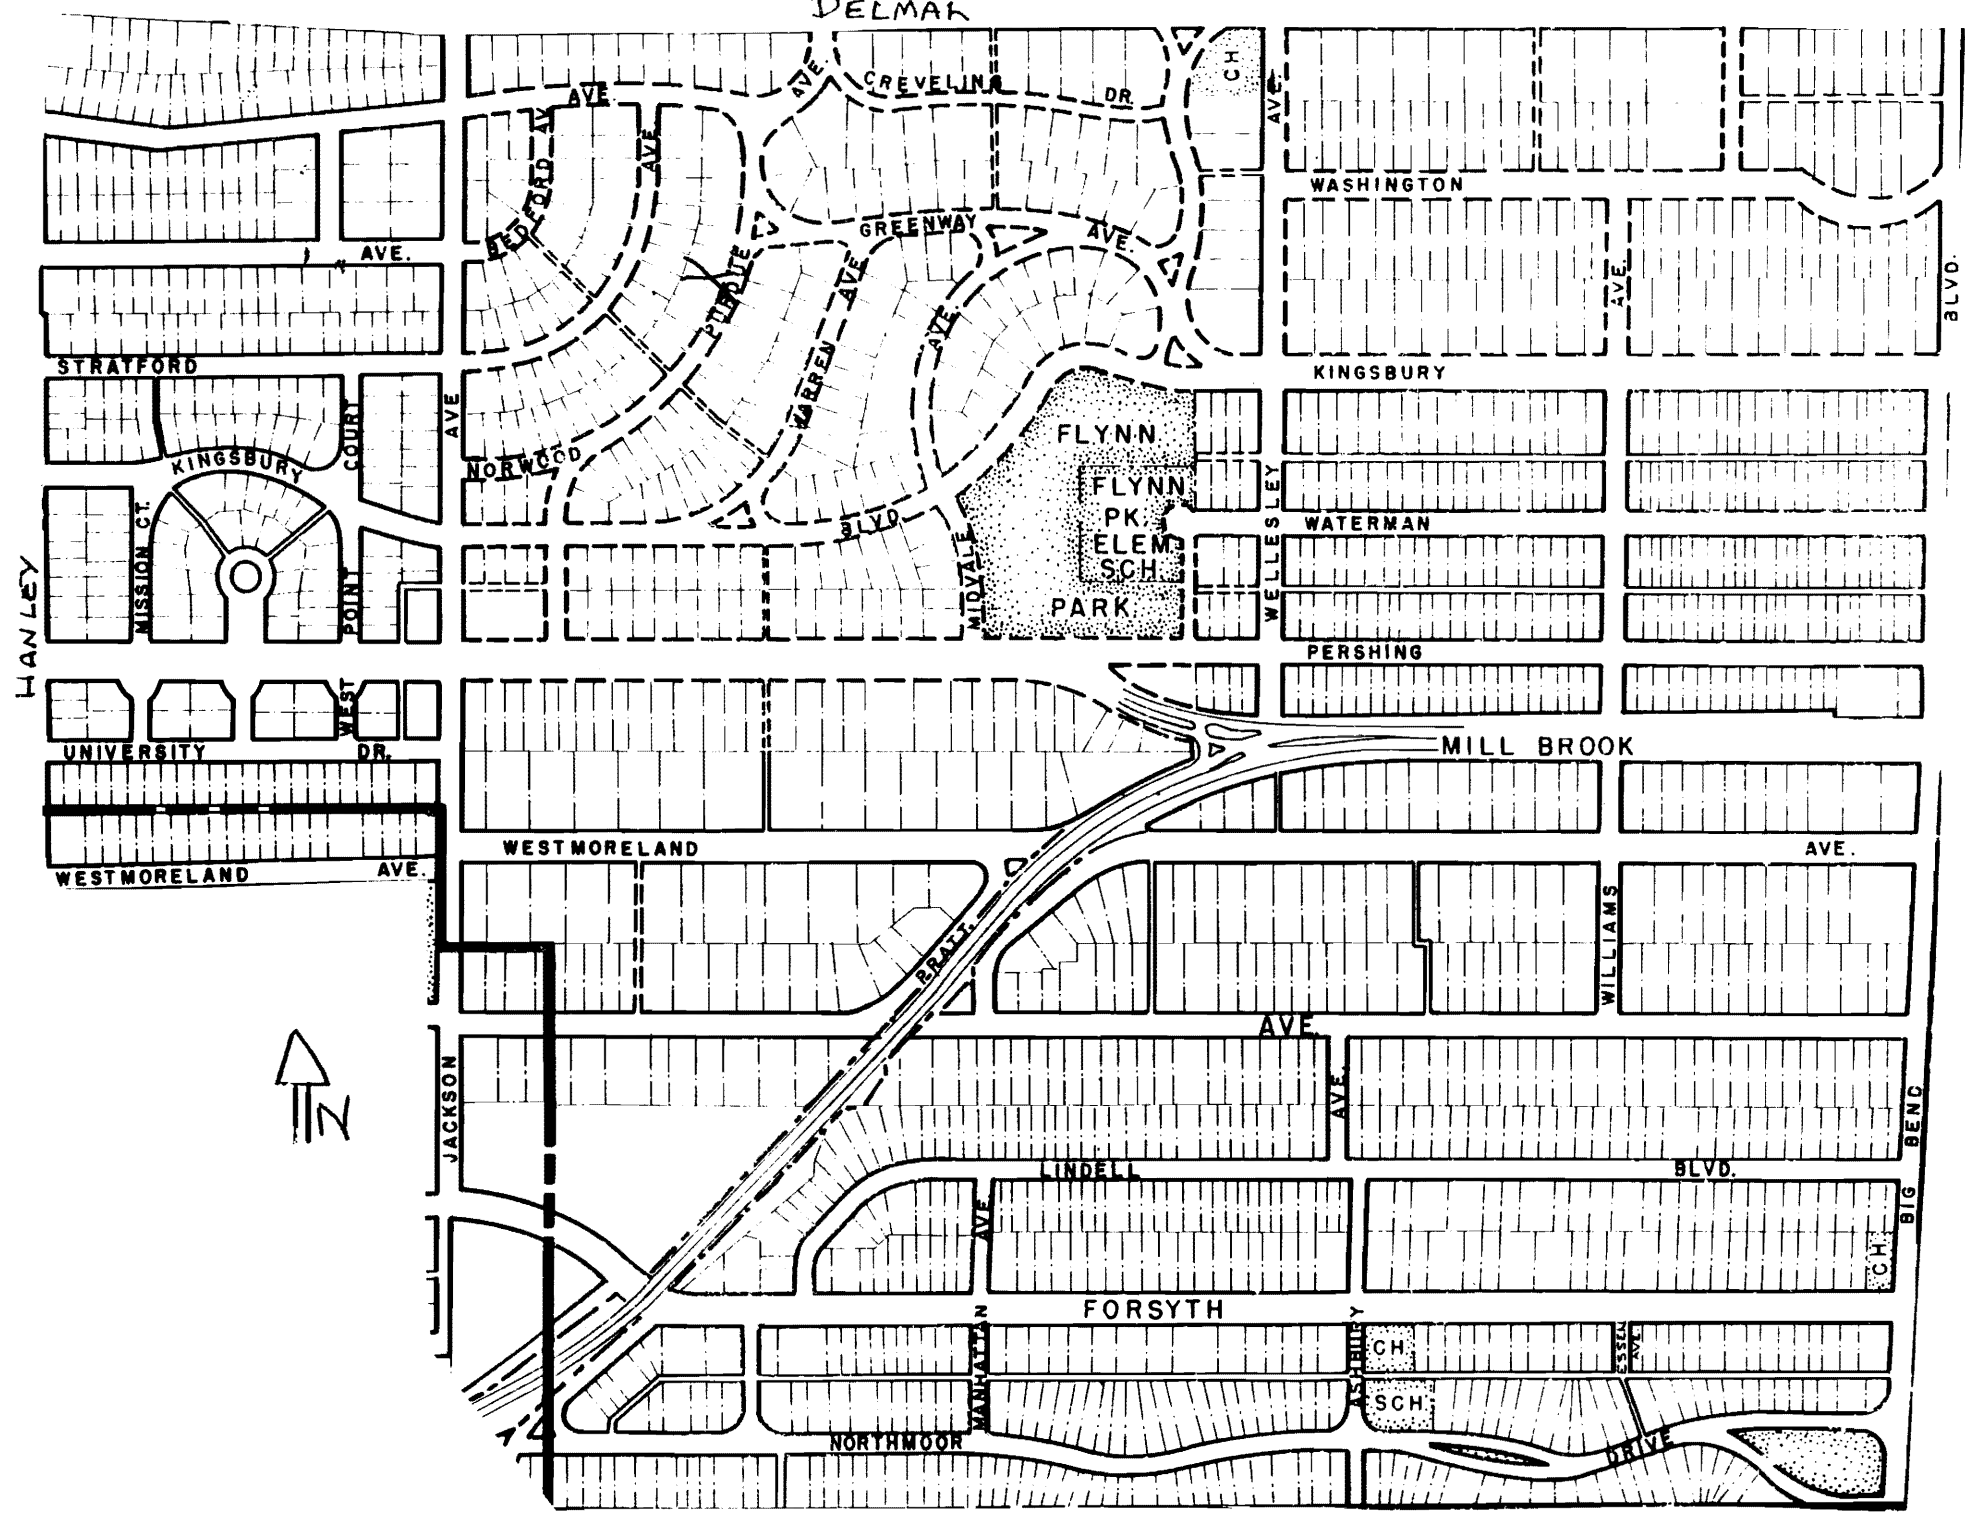 DELMAR
CH
AVE.
CREVELING
DR.
AVE.
AVE.
BEDFORD AV
AVE
WASHINGTON
GREENWAY
AVE.
AVE.
PURDUE
AVE
AVE.
AVE.
BLVD.
STRATFORD
KINGSBURY
WARREN
AVE
COURT
FLYNN
KINGSBURY
NORWOOD
FLYNN
PK.
ELEM.
SCH
PARK
BLVD
WATERMAN
WELLESLEY
MISSION CT.
POINT
MIDVALE
HANLEY
PERSHING
WEST
UNIVERSITY
DR.
MILL BROOK
WESTMORELAND
AVE.
WESTMORELAND
AVE.
PRATT.
WILLIAMS
AVE.
N
JACKSON
AVE.
BIG BEND
LINDELL
BLVD.
AVE
CH
FORSYTH
MANHATTAN
ASHBURY
CH
ESSEX
AVE.
SCH
NORTHMOOR
DRIVE